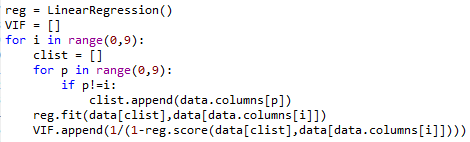 reg = LinearRegression()
VIF = []
for i in range(0,9):
    clist = []
    for p in range(0,9):
        if p!=i:
            clist.append(data.columns[p])
    reg.fit(data[clist],data[data.columns[i]])
    VIF.append(1/(1-reg.score(data[clist],data[data.columns[i]])))